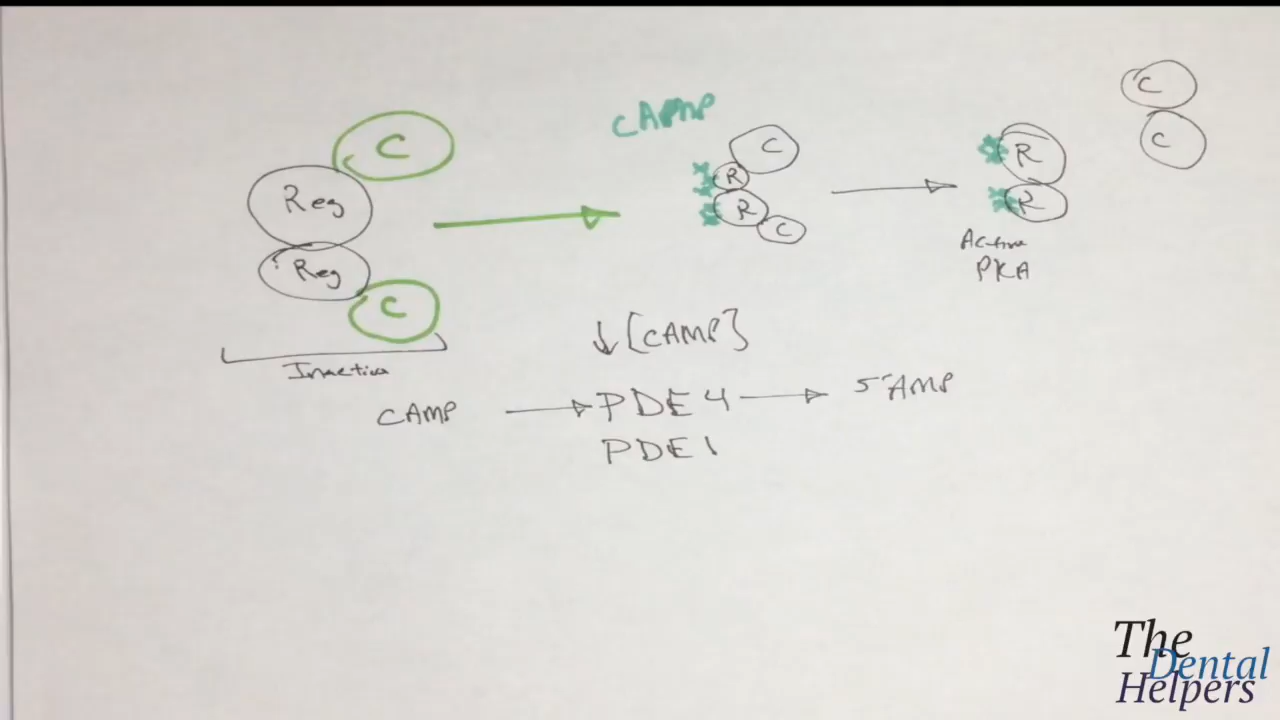 C
Reg
Reg
C
Inactive
cAMP
C
R
R
C
R
R
Active
PKA
C
C
↓ [cAMP]
cAMP → PDE4 → 5'AMP
PDE1
The
Dental
Helpers